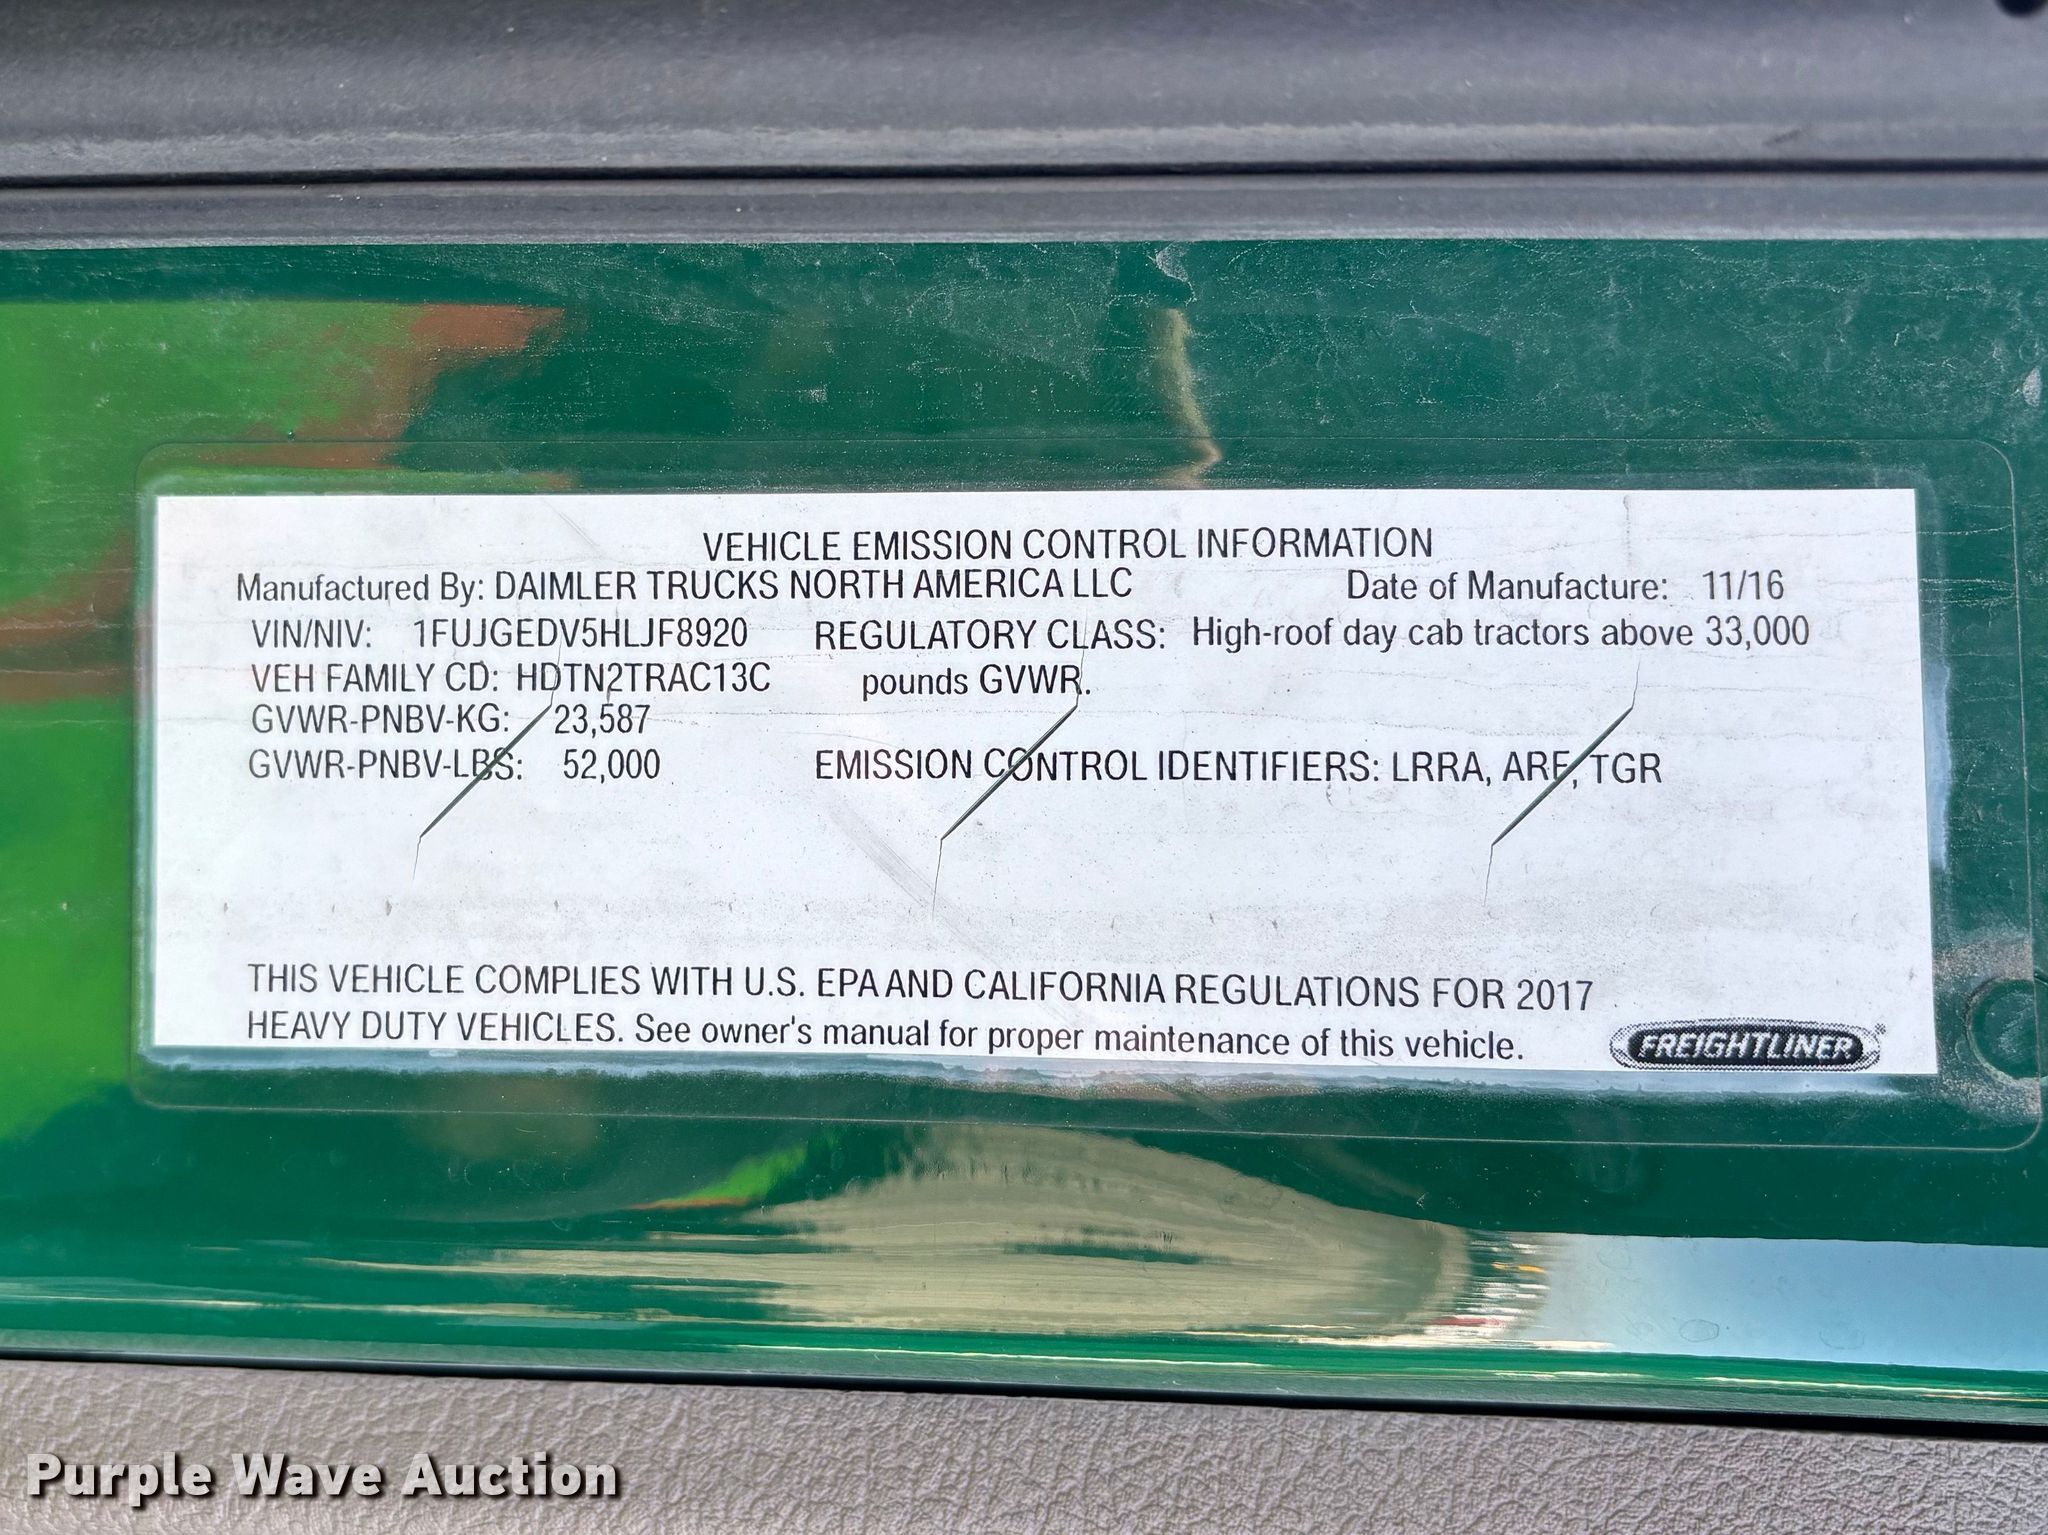 VEHICLE EMISSION CONTROL INFORMATION
Manufactured By: DAIMLER TRUCKS NORTH AMERICA LLC Date of Manufacture: 11/16
VIN/NIV: 1FUJGEDV5HLJF8920 REGULATORY CLASS: High-roof day cab tractors above 33,000
VEH FAMILY CD: HDTN2TRAC13C pounds GVWR.
GVWR-PNBV-KG: 23,587
GVWR-PNBV-LBS: 52,000 EMISSION CONTROL IDENTIFIERS: LRRA, ARF, TGR
THIS VEHICLE COMPLIES WITH U.S. EPA AND CALIFORNIA REGULATIONS FOR 2017
HEAVY DUTY VEHICLES. See owner's manual for proper maintenance of this vehicle.
FREIGHTLINER®
Purple Wave Auction